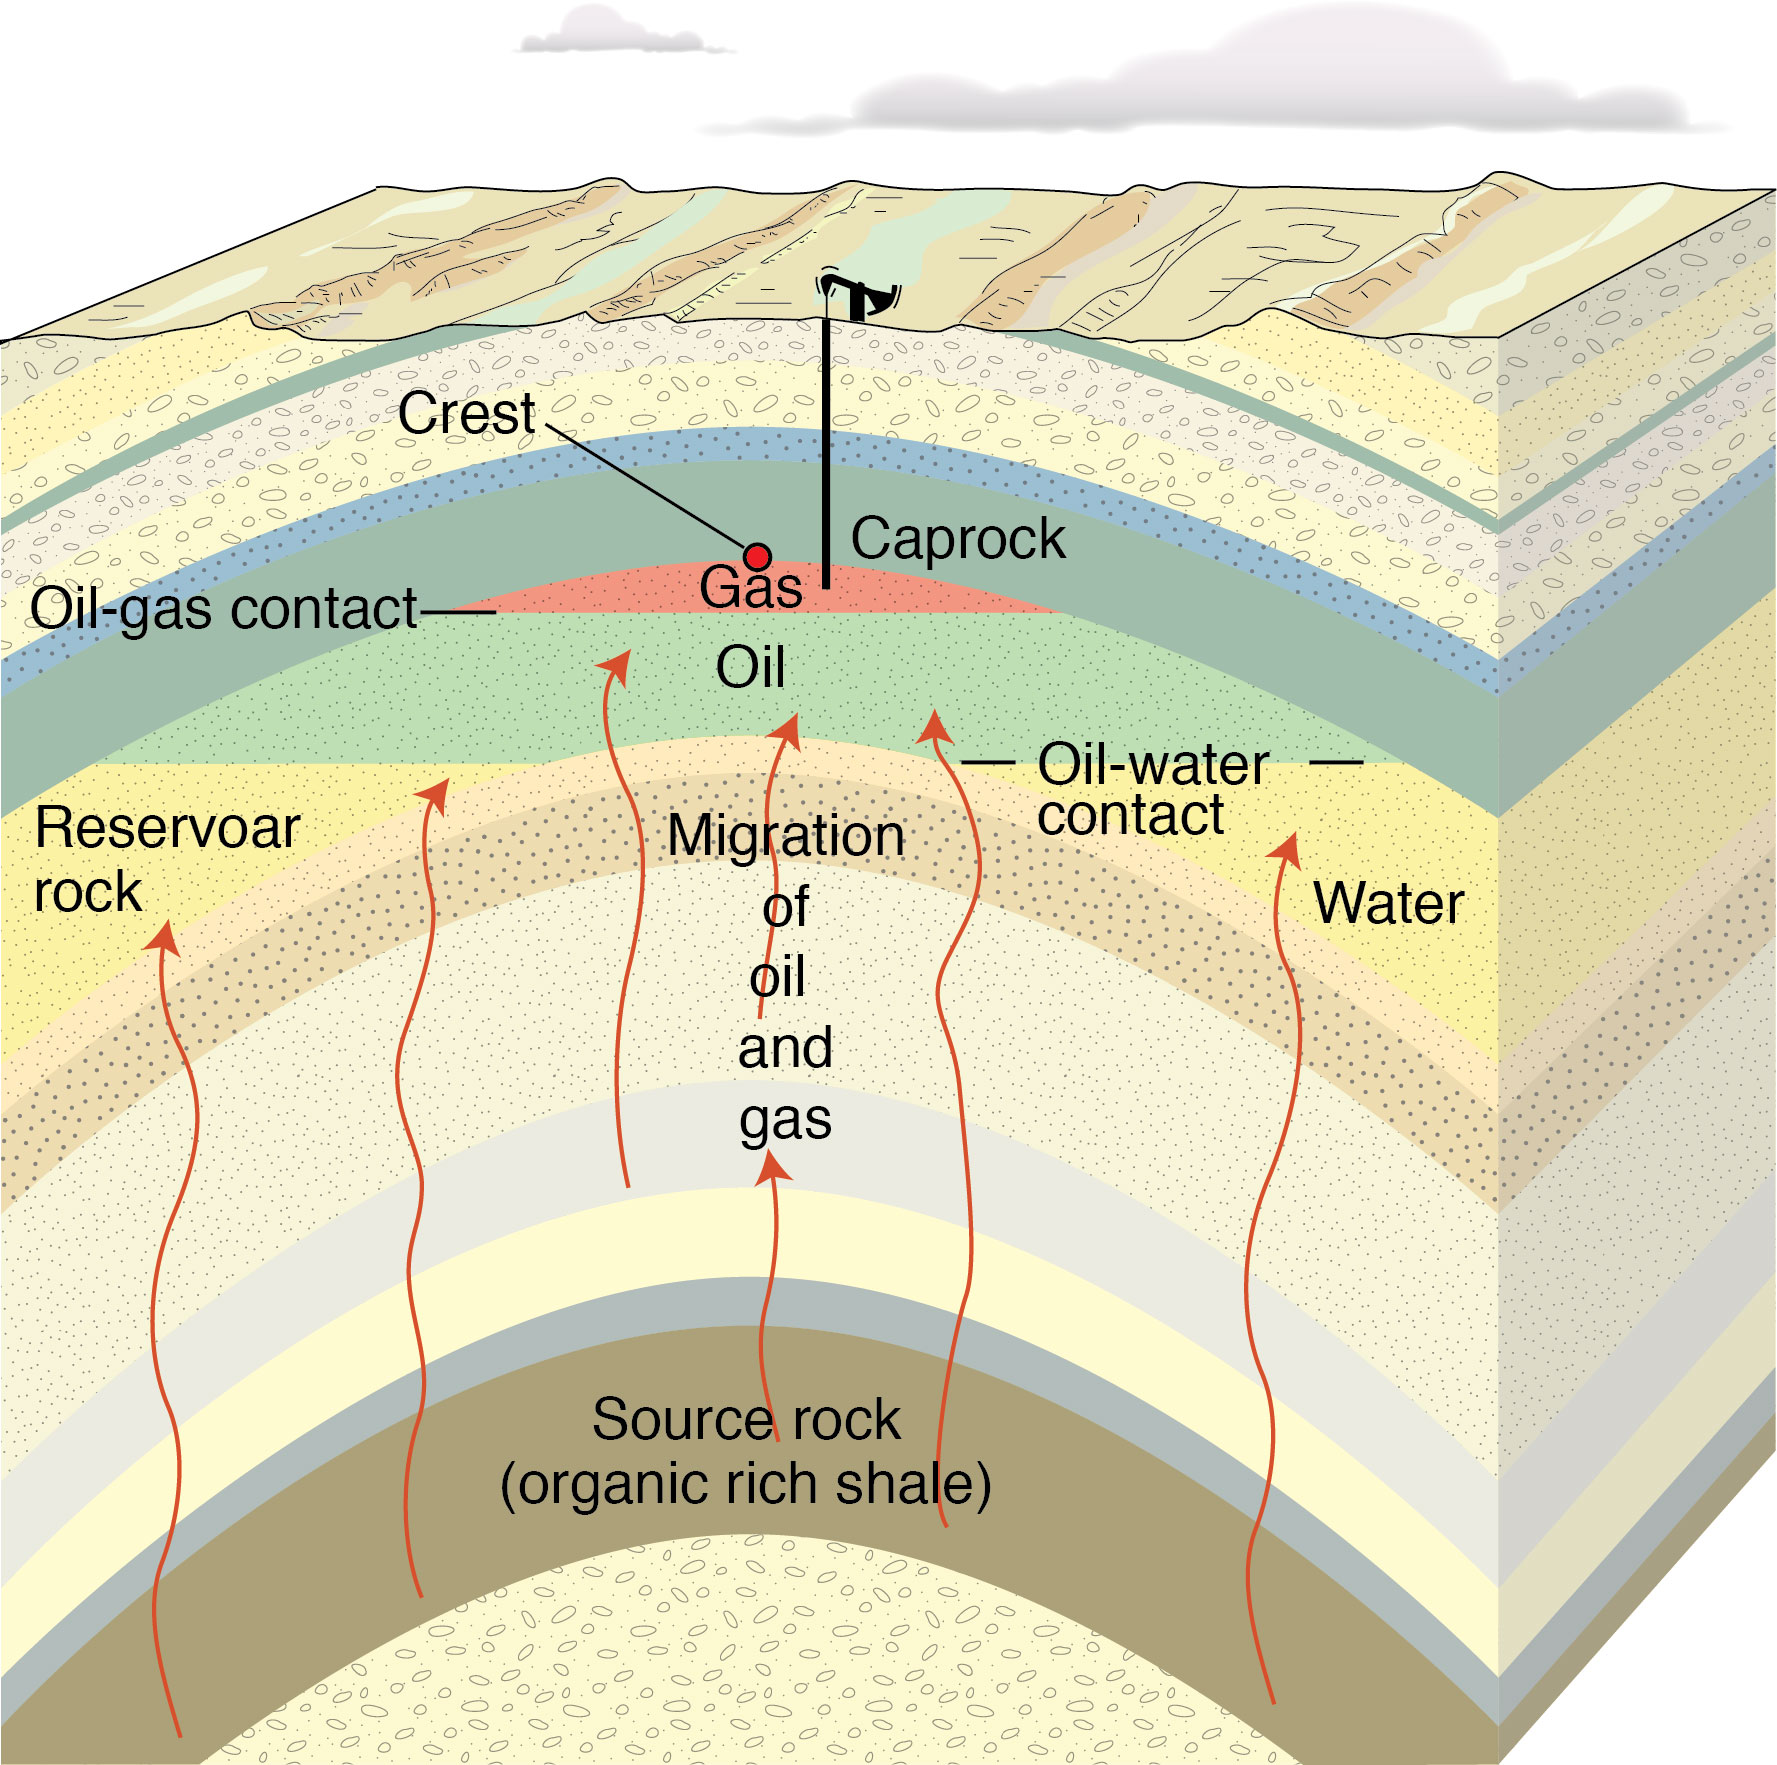 Crest
Caprock
Gas
Oil-gas contact
Oil
Oil-water
contact
Reservoar
rock
Migration
of
oil
and
gas
Water
Source rock
(organic rich shale)